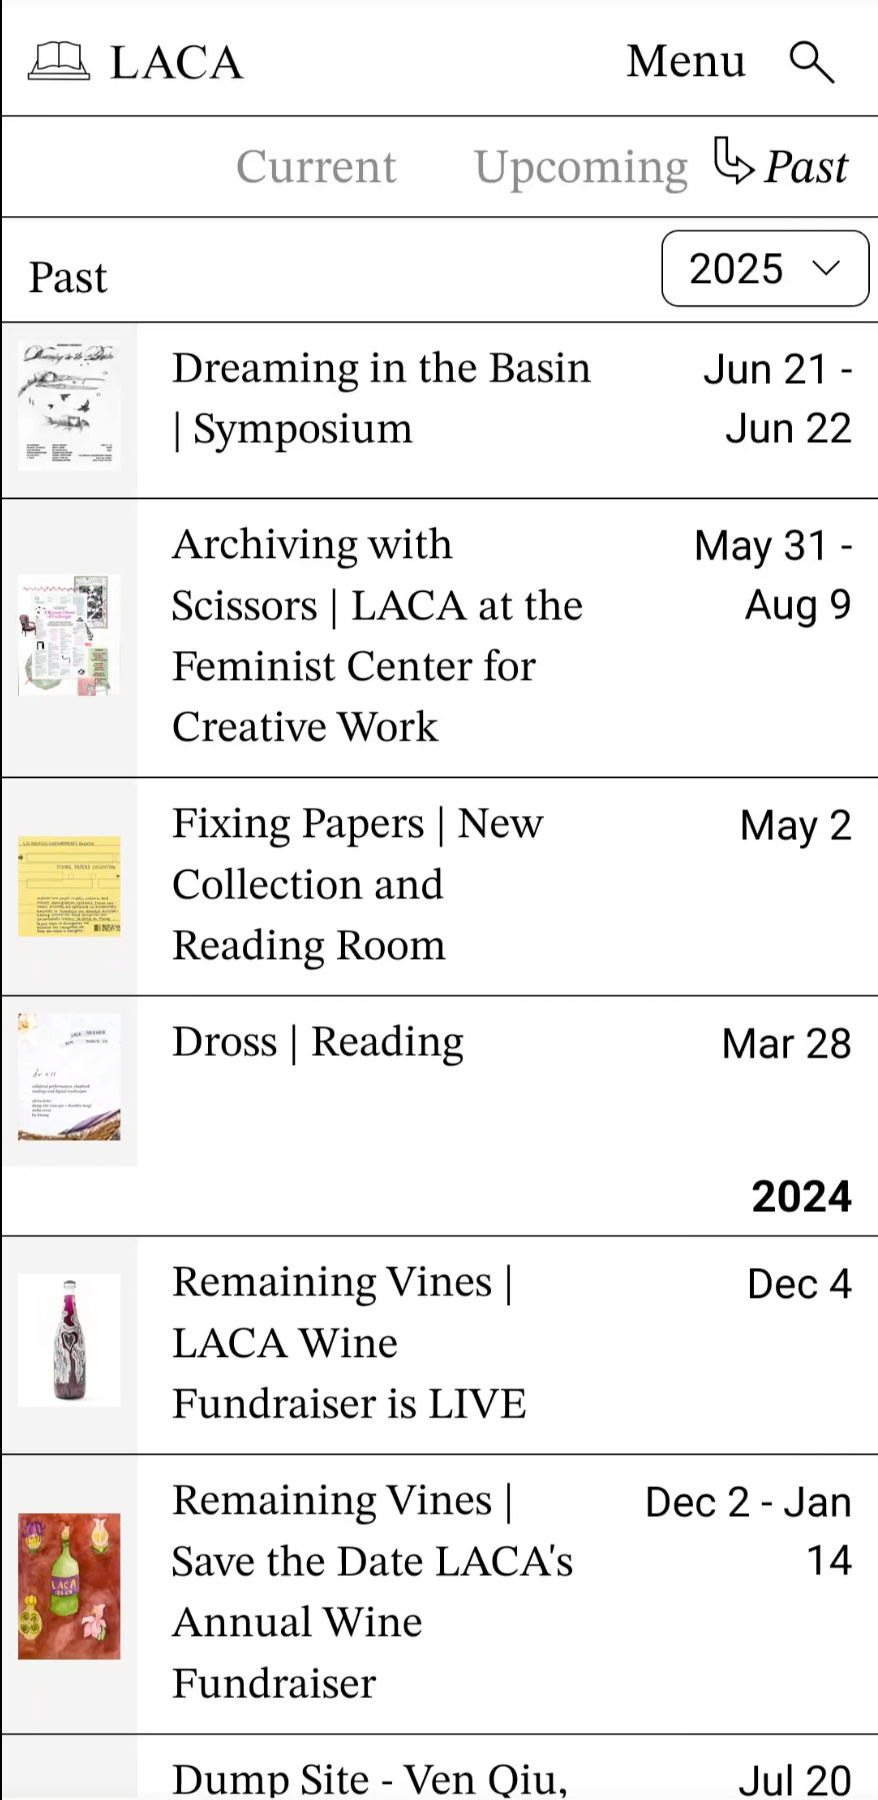 LACA
Menu
Current
Upcoming
Past
Past
2025
Dreaming in the Basin
| Symposium
Jun 21 -
Jun 22
Archiving with
Scissors | LACA at the
Feminist Center for
Creative Work
May 31 -
Aug 9
Fixing Papers | New
Collection and
Reading Room
May 2
Dross | Reading
Mar 28
2024
Remaining Vines |
LACA Wine
Fundraiser is LIVE
Dec 4
Remaining Vines |
Save the Date LACA's
Annual Wine
Fundraiser
Dec 2 - Jan
14
LACA
Dump Site - Ven Qiu,
Jul 20